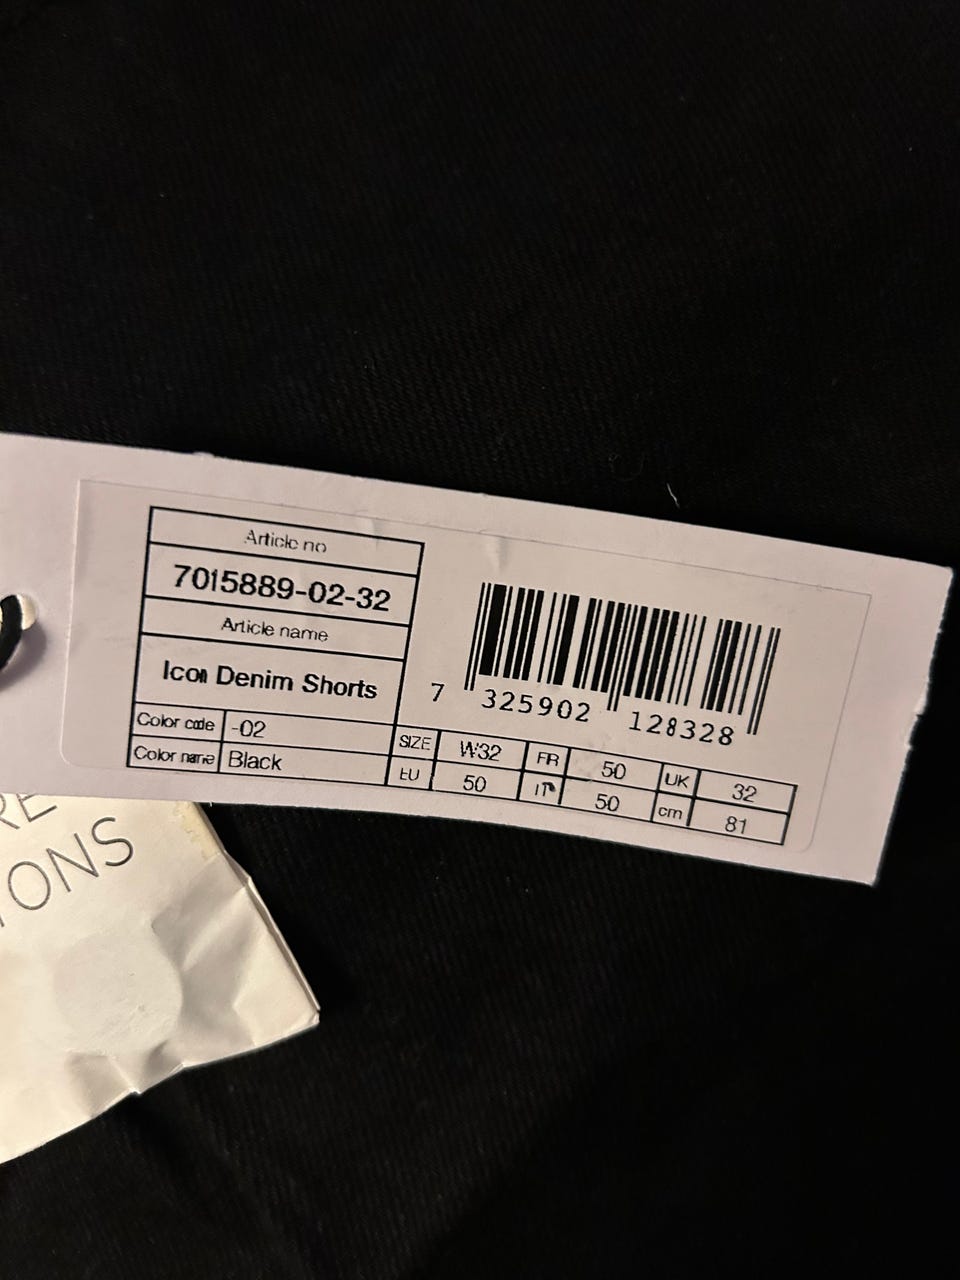 Article no
7015889-02-32
Article name
Icon Denim Shorts
Color code -02
Color name Black
7 325902 128328
SIZE W32 FR 50 UK 32
EU 50 IT 50 cm 81
RE
IONS